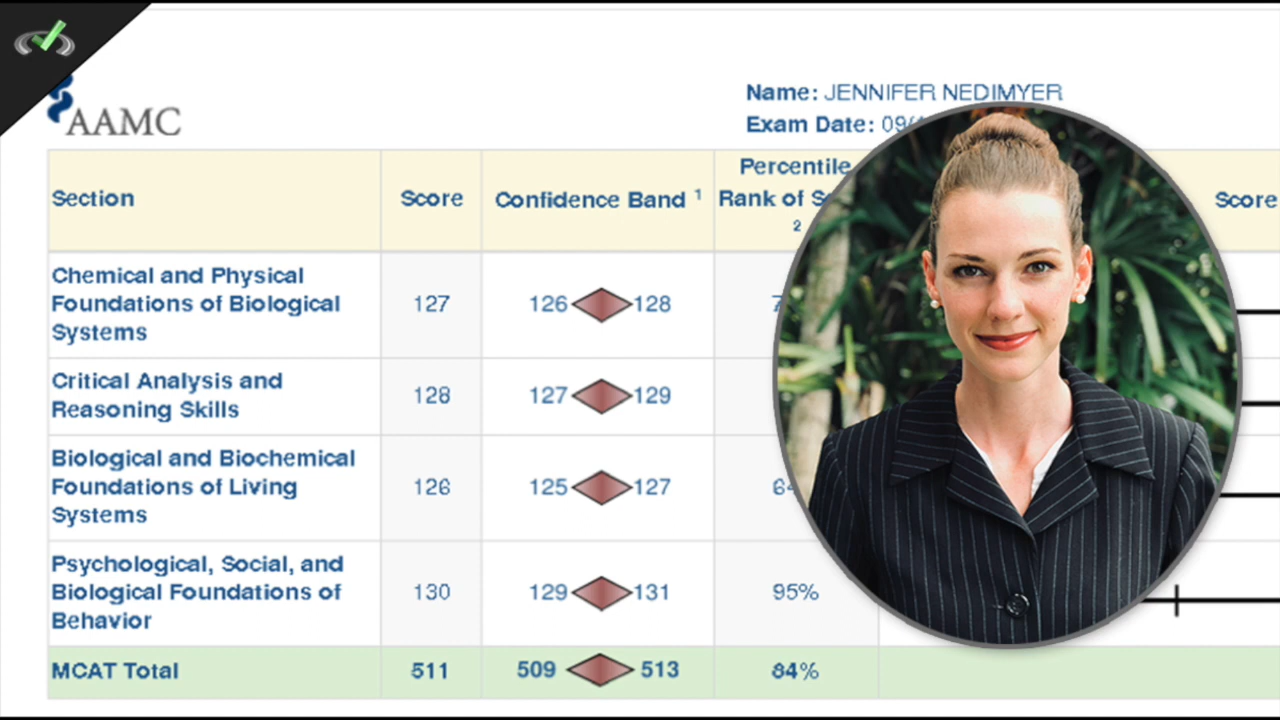 AAMC
Name: JENNIFER NEDIMYER
Exam Date:
Section
Score
Confidence Band 1
Percentile
Rank of
2
Score
Chemical and Physical
Foundations of Biological
Systems
127
126 128
Critical Analysis and
Reasoning Skills
128
127 129
Biological and Biochemical
Foundations of Living
Systems
126
125 127
Psychological, Social, and
Biological Foundations of
Behavior
130
129 131
95%
MCAT Total
511
509 513
84%